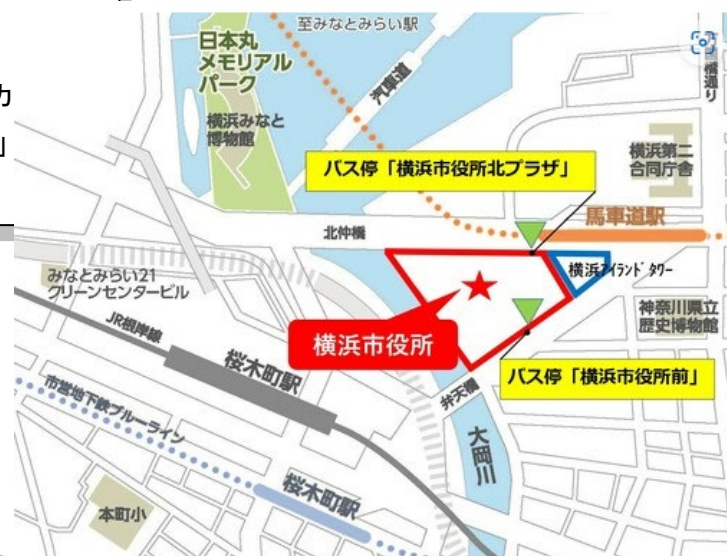 至みなとみらい駅
日本丸
メモリアル
パーク
汽車道
横浜みなと
博物館
カ
」
バス停「横浜市役所北プラザ」
横浜第二
合同庁舎
馬車道駅
北仲橋
横浜アイランドタワー
みなとみらい21
グリーンセンタービル
横浜市役所
神奈川県立
歴史博物館
JR根岸線
桜木町駅
バス停「横浜市役所前」
弁天橋
市営地下鉄ブルーライン
大岡川
桜木町駅
本町小